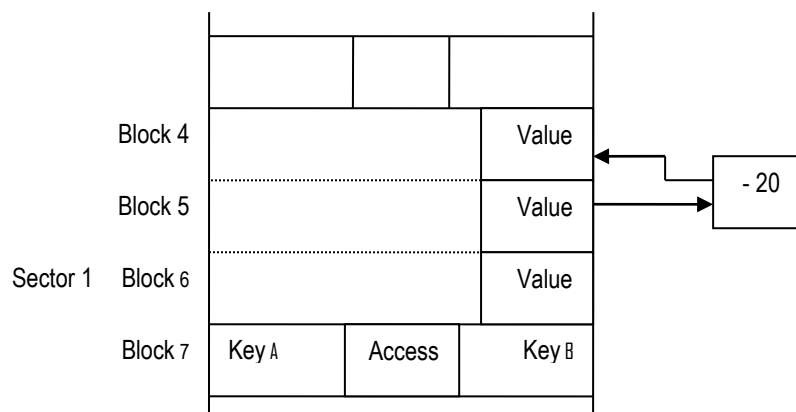 Block 4 Value
- 20
Block 5 Value
Sector 1 Block 6 Value
Block 7 Key A Access Key B